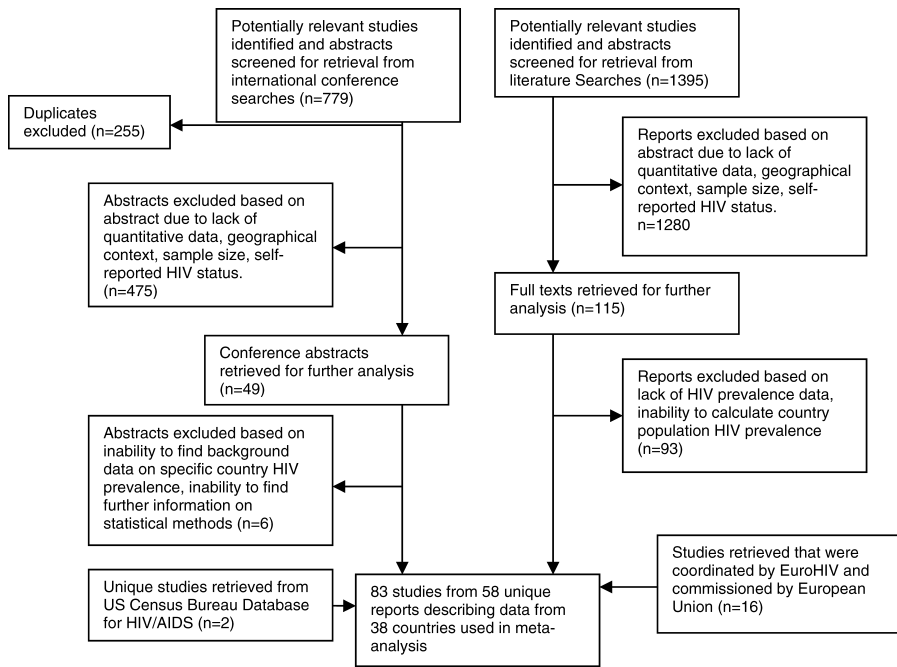 Potentially relevant studies
identified and abstracts
screened for retrieval from
international conference
searches (n=779)
Potentially relevant studies
identified and abstracts
screened for retrieval from
literature Searches (n=1395)
Duplicates
excluded (n=255)
Reports excluded based on
abstract due to lack of
quantitative data, geographical
context, sample size, self-
reported HIV status.
n=1280
Abstracts excluded based on
abstract due to lack of
quantitative data, geographical
context, sample size, self-
reported HIV status.
(n=475)
Full texts retrieved for further
analysis (n=115)
Conference abstracts
retrieved for further analysis
(n=49)
Reports excluded based on
lack of HIV prevalence data,
inability to calculate country
population HIV prevalence
(n=93)
Abstracts excluded based on
inability to find background
data on specific country HIV
prevalence, inability to find
further information on
statistical methods (n=6)
Studies retrieved that were
coordinated by EuroHIV and
commissioned by European
Union (n=16)
Unique studies retrieved from
US Census Bureau Database
for HIV/AIDS (n=2)
83 studies from 58 unique
reports describing data from
38 countries used in meta-
analysis